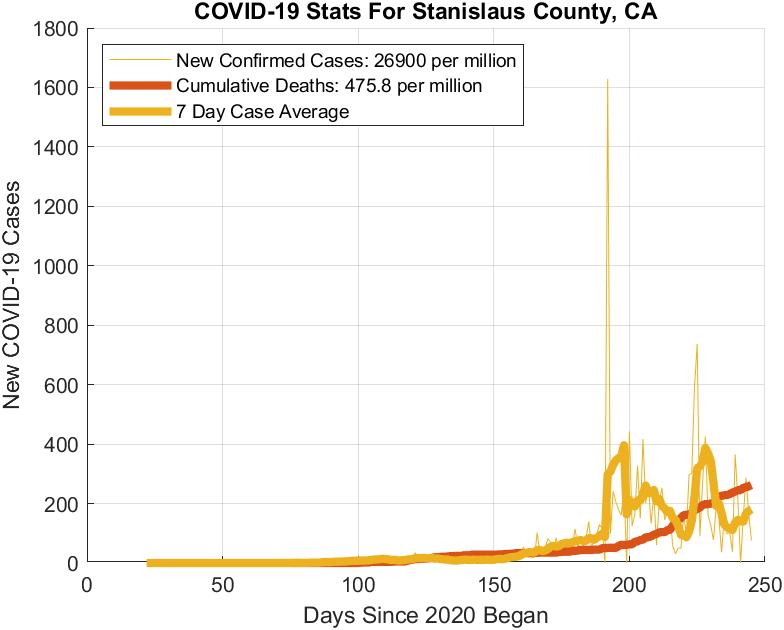 COVID-19 Stats For Stanislaus County, CA
New Confirmed Cases: 26900 per million
Cumulative Deaths: 475.8 per million
7 Day Case Average
New COVID-19 Cases
1800
1600
1400
1200
1000
800
600
400
200
0
0 50 100 150 200 250
Days Since 2020 Began